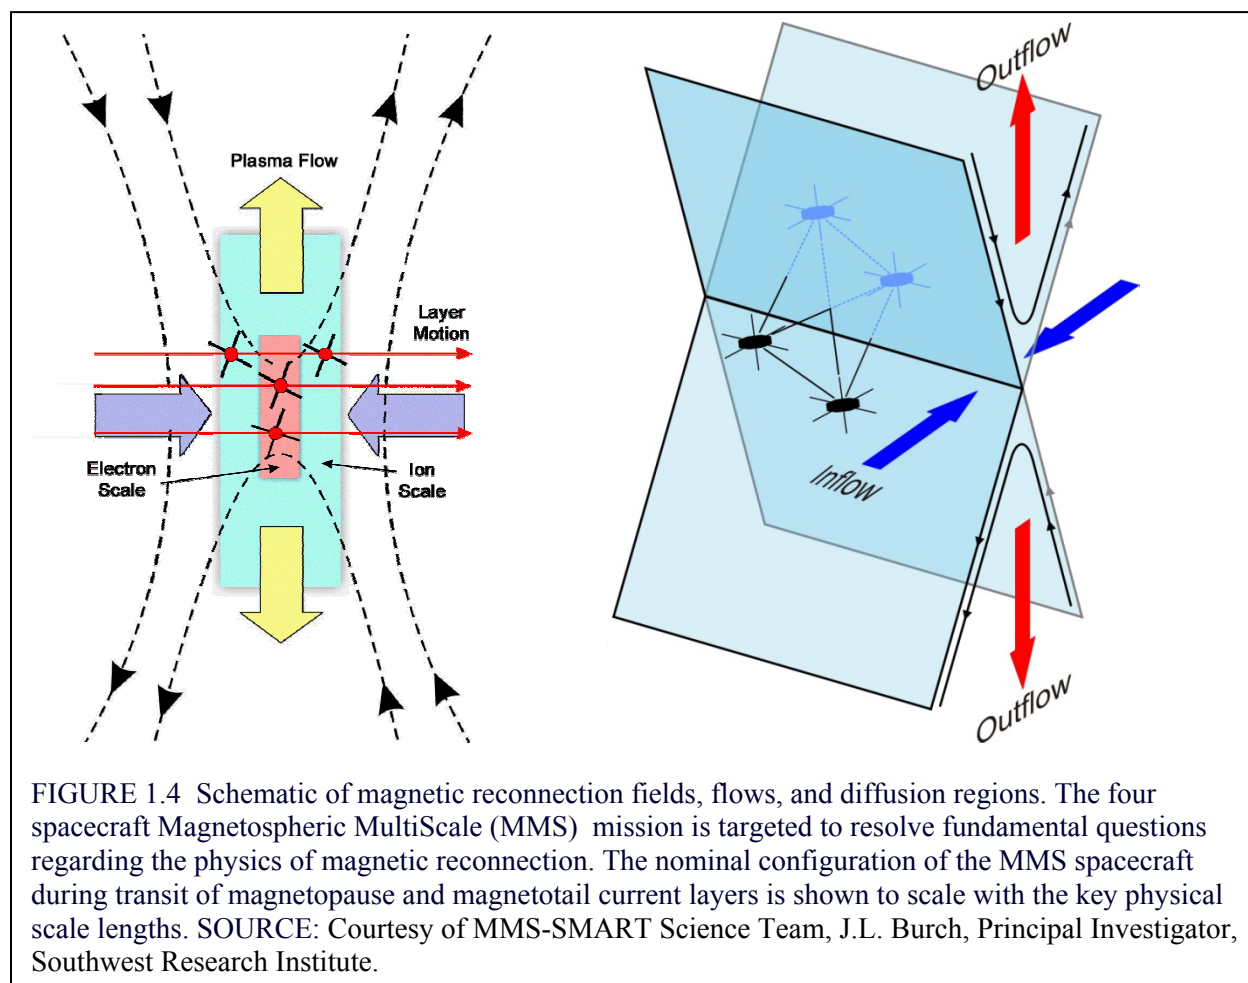 Plasma Flow
Layer
Motion
Electron
Scale
Ion
Scale
Outflow
Inflow
Outflow
FIGURE 1.4  Schematic of magnetic reconnection fields, flows, and diffusion regions. The four
spacecraft Magnetospheric MultiScale (MMS)  mission is targeted to resolve fundamental questions
regarding the physics of magnetic reconnection. The nominal configuration of the MMS spacecraft
during transit of magnetopause and magnetotail current layers is shown to scale with the key physical
scale lengths. SOURCE: Courtesy of MMS-SMART Science Team, J.L. Burch, Principal Investigator,
Southwest Research Institute.